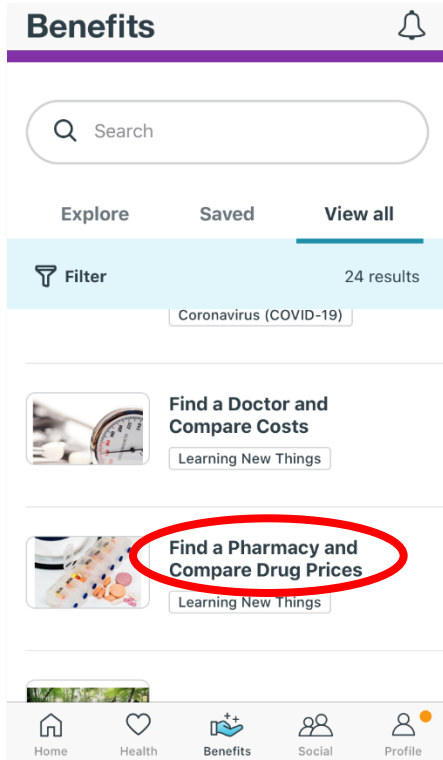 Benefits
Search
Explore Saved View all
Filter 24 results
Coronavirus (COVID-19)
Find a Doctor and
Compare Costs
Learning New Things
Find a Pharmacy and
Compare Drug Prices
Learning New Things
Home Health Benefits Social Profile